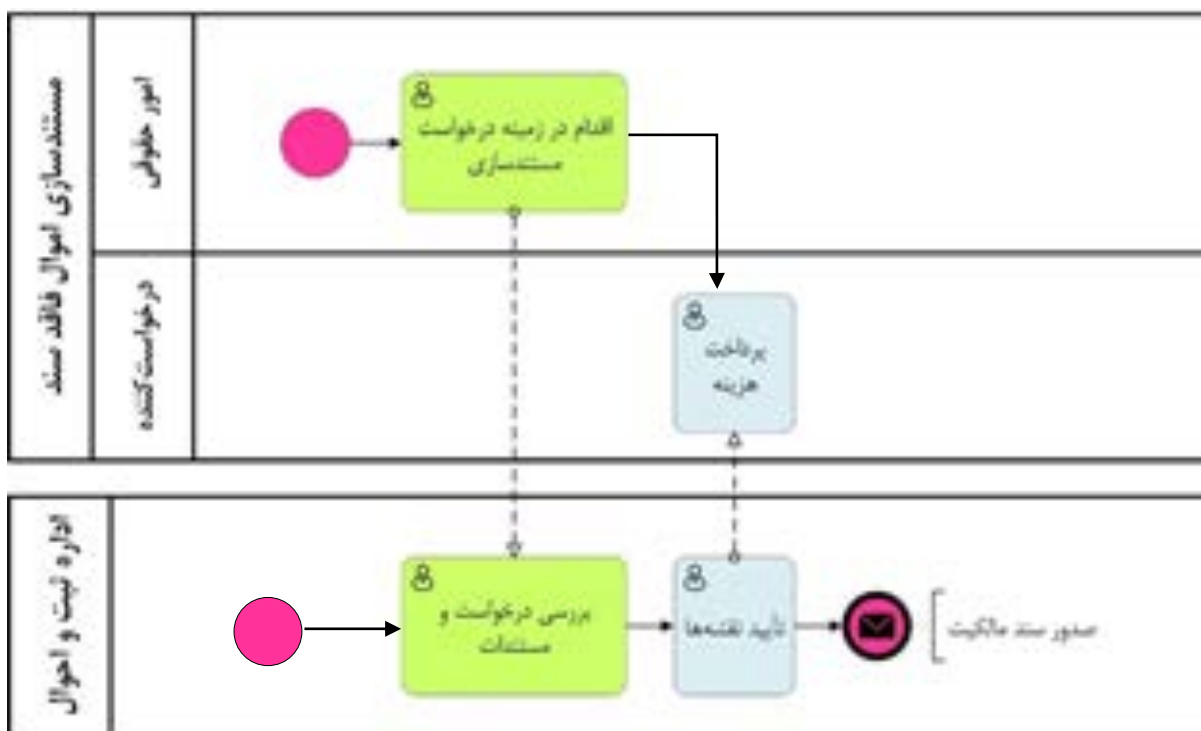 مستندسازی اموال فاقد سند
امور حقوقی
اقدام در زمینه درخواست
مستندسازی
درخواست‌کننده
پرداخت
هزینه
اداره ثبت و احوال
بررسی درخواست و
مستندات
تأیید نقشه‌ها
صدور سند مالکیت